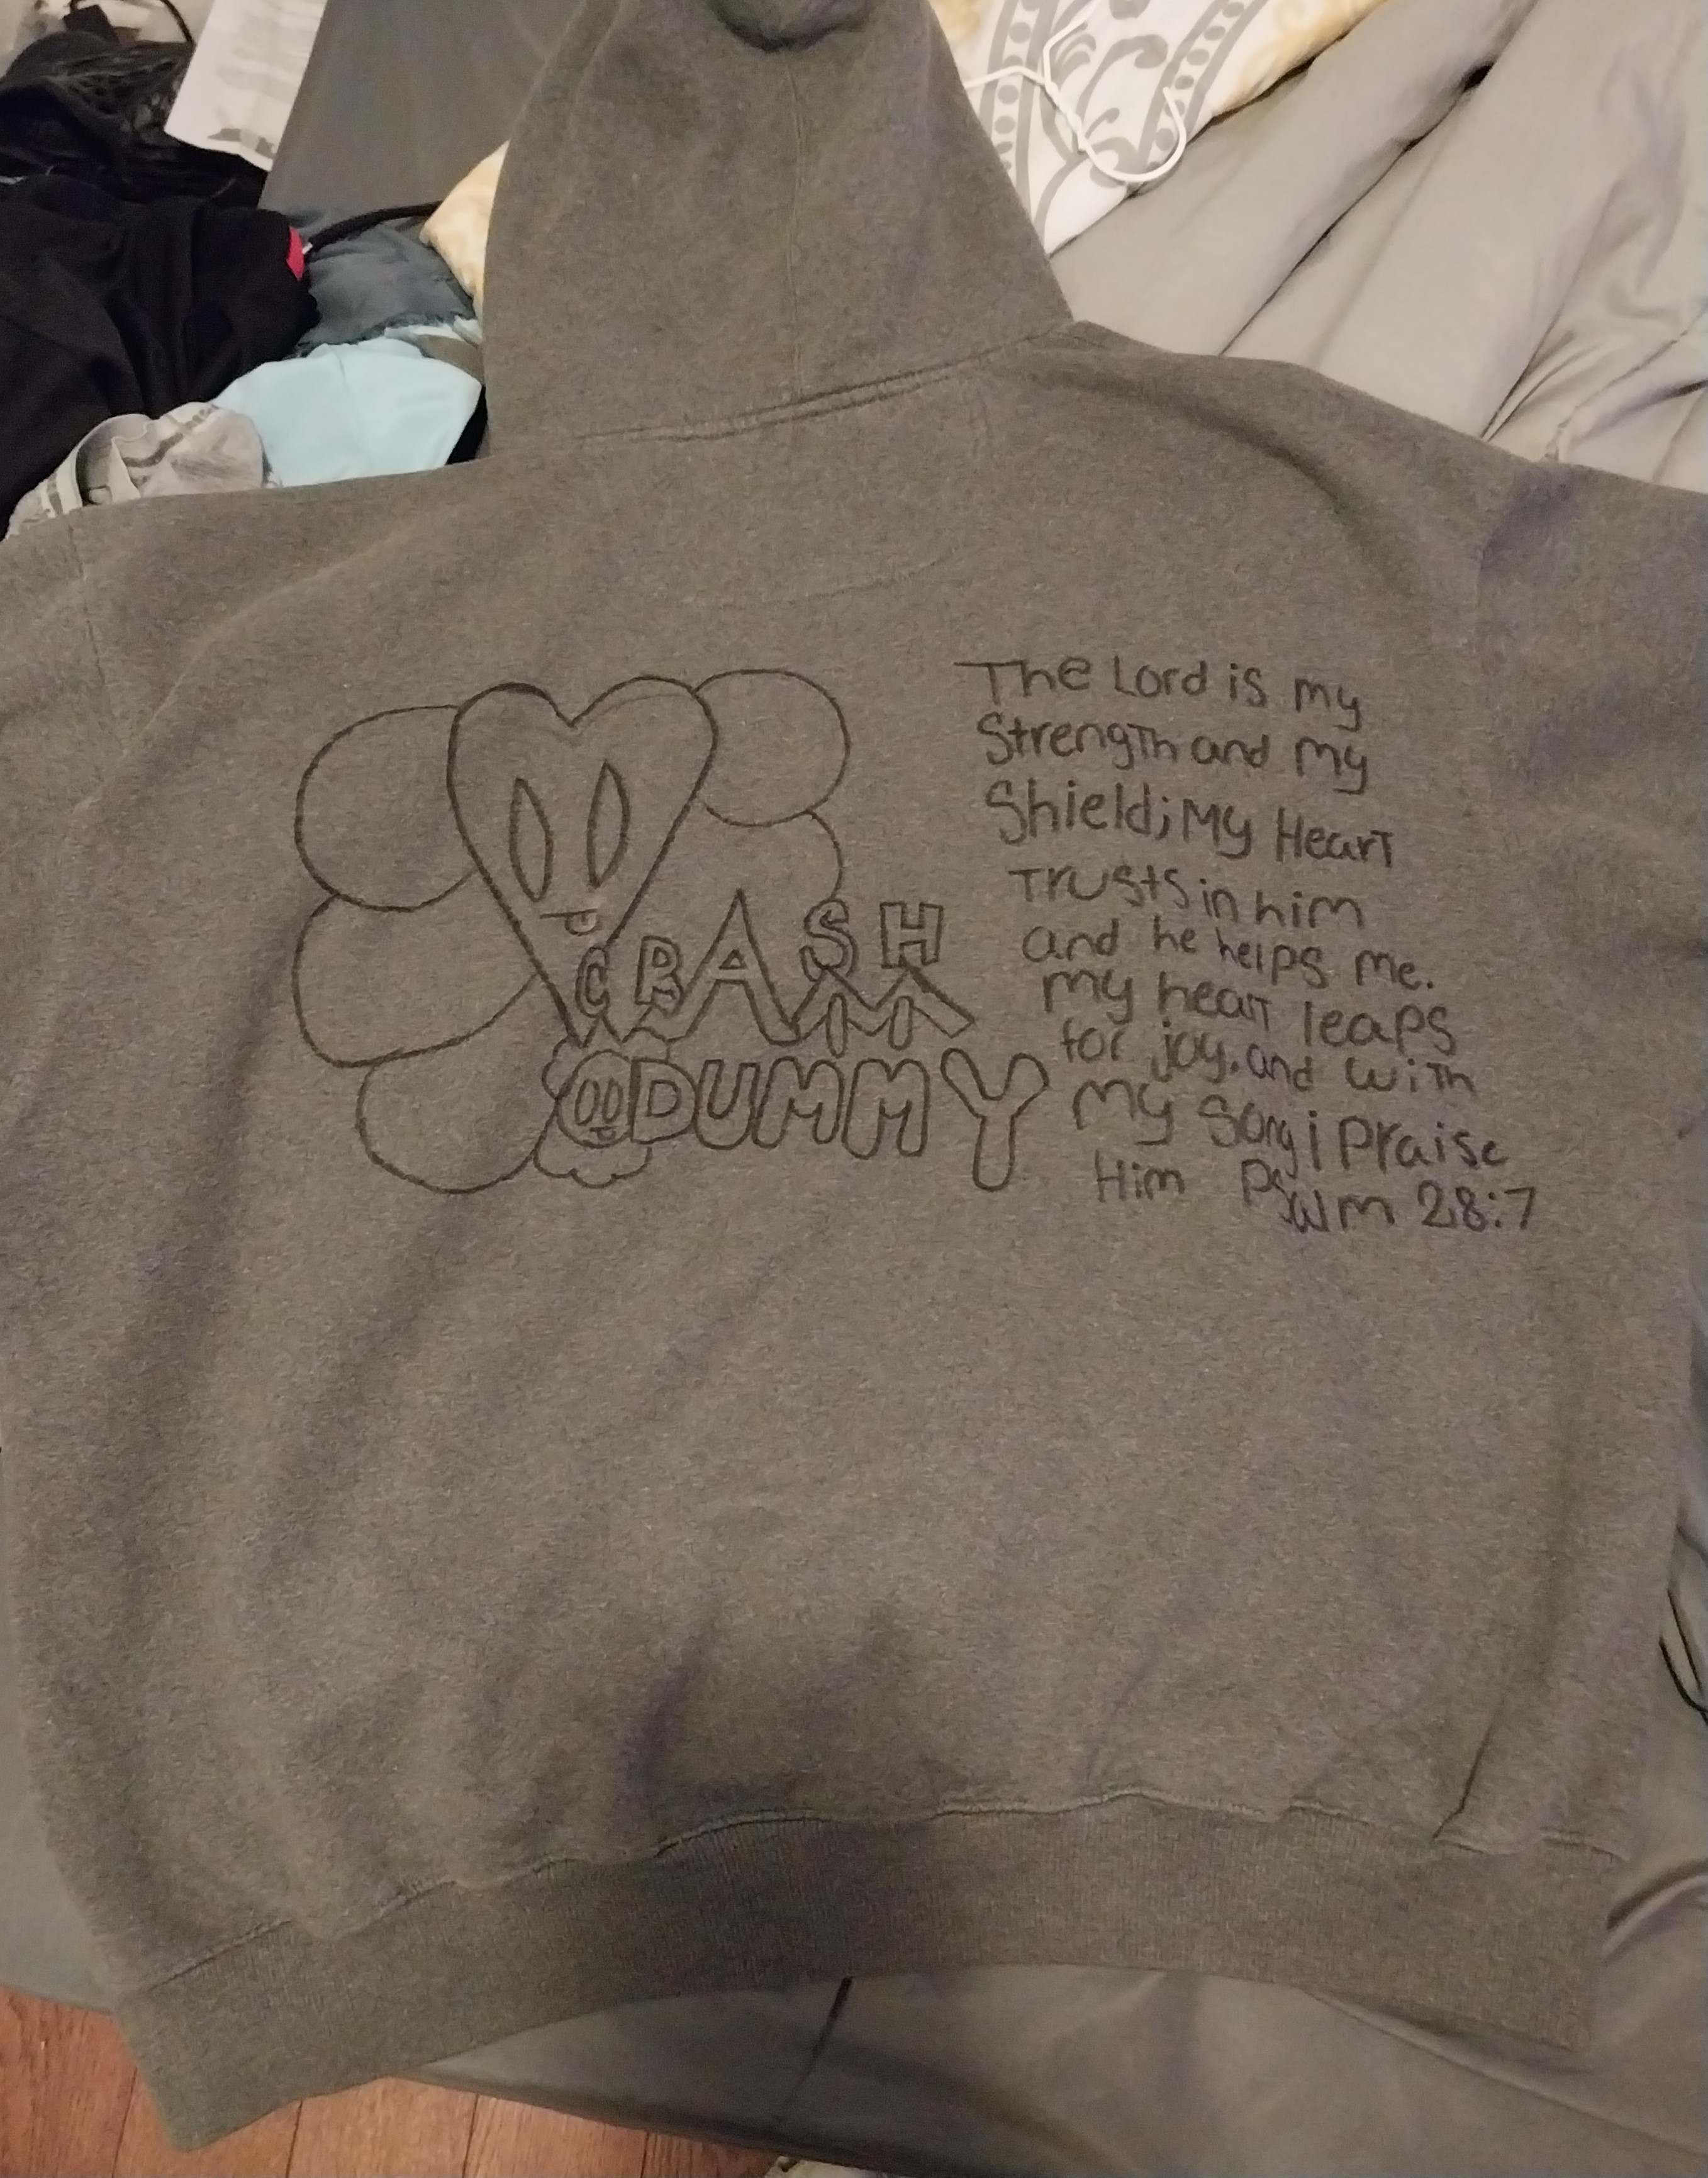 CRASH
DUMMY
The Lord is my
Strength and my
Shield; My Heart
Trusts in him
and he helps me.
my heart leaps
for joy, and with
my song i praise
Him Psalm 28:7